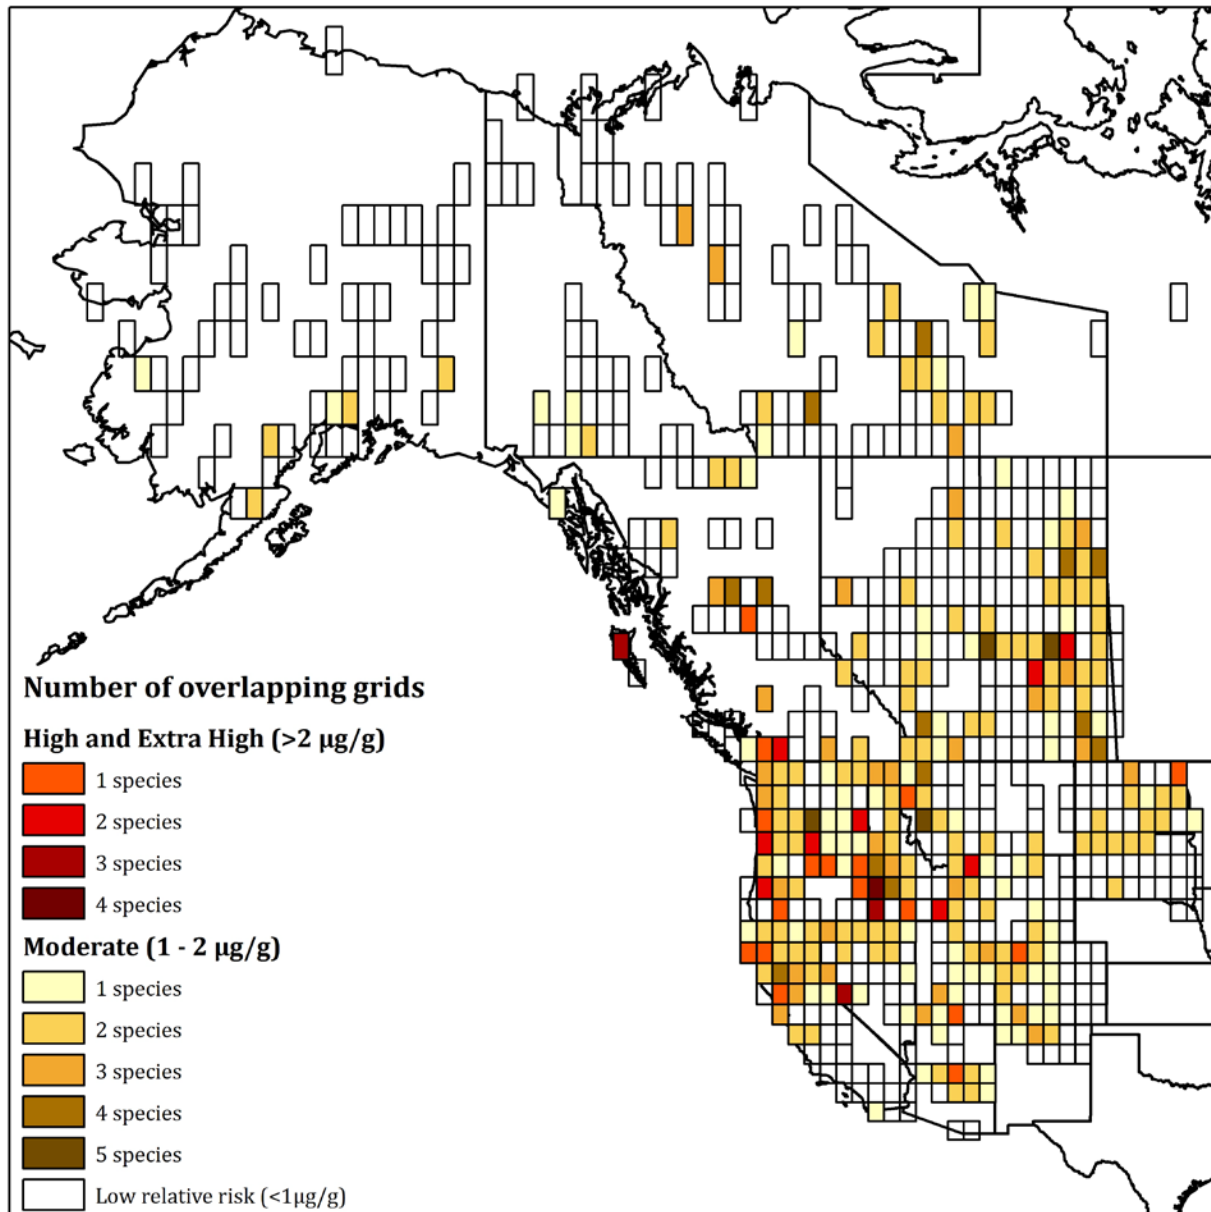 Number of overlapping grids
High and Extra High (>2 µg/g)
1 species
2 species
3 species
4 species
Moderate (1 - 2 µg/g)
1 species
2 species
3 species
4 species
5 species
Low relative risk (<1µg/g)